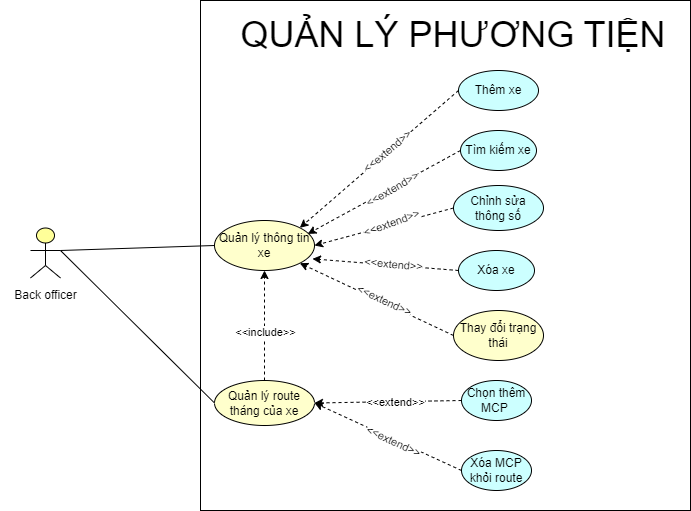 QUẢN LÝ PHƯƠNG TIỆN
Thêm xe
<<extend>>
Tìm kiếm xe
<<extend>>
Chỉnh sửa
thông số
<<extend>>
Quản lý thông tin
xe
Xóa xe
<<extend>>
Back officer
<<extend>>
Thay đổi trạng
thái
<<include>>
Quản lý route
tháng của xe
Chọn thêm
MCP
<<extend>>
<<extend>>
Xóa MCP
khỏi route